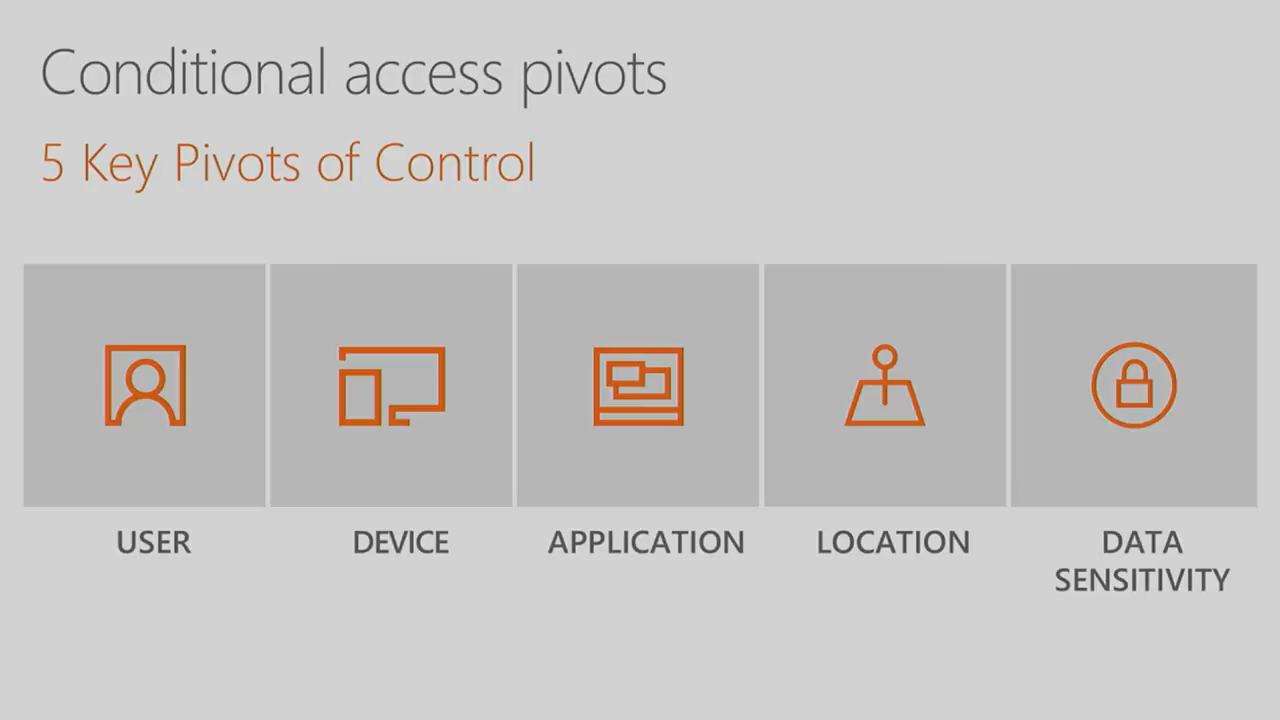 Conditional access pivots
5 Key Pivots of Control
USER
DEVICE
APPLICATION
LOCATION
DATA
SENSITIVITY